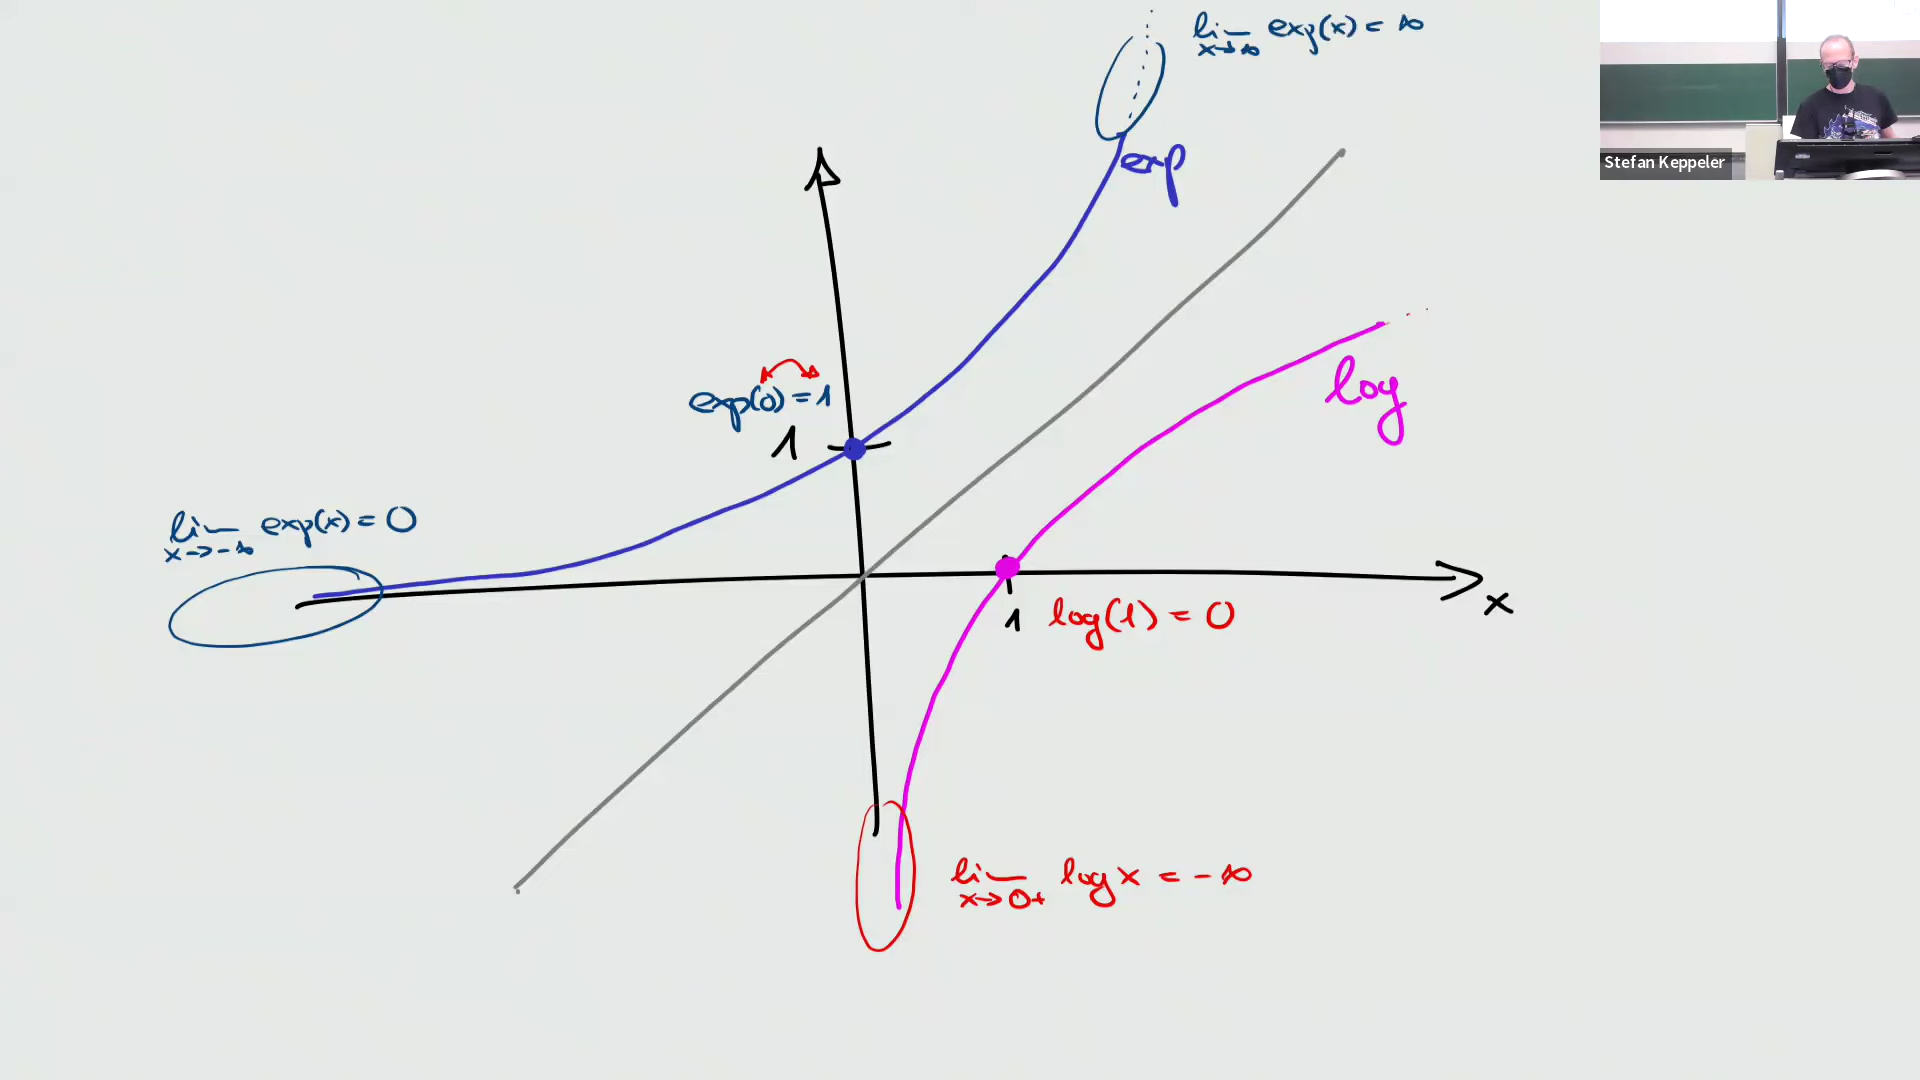 lim exp(x) = ∞
x→∞
Stefan Keppeler
exp
exp(0) = 1
1
log
lim exp(x) = 0
x→-∞
x
1 log(1) = 0
lim log x = -∞
x→0+